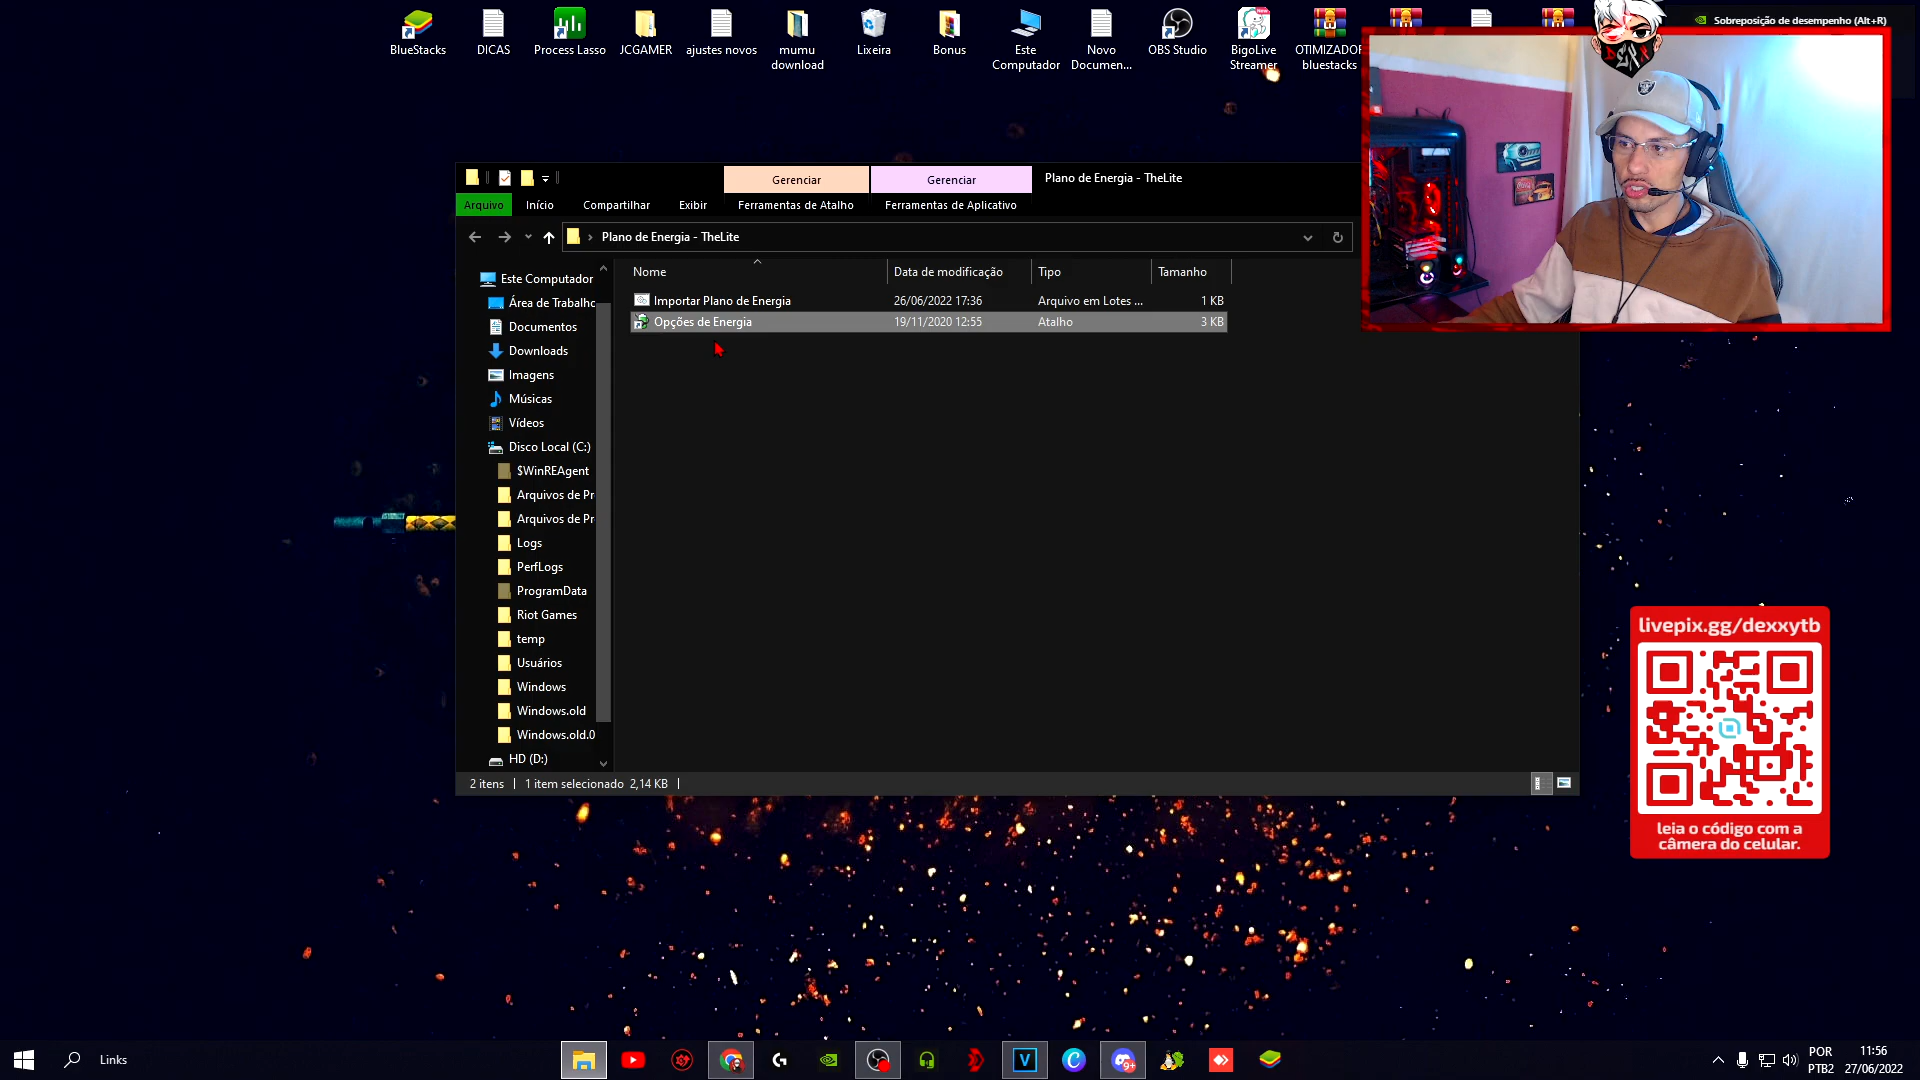 BlueStacks
DICAS
Process Lasso
JCGAMER
ajustes novos
mumu
download
Lixeira
Bonus
Este
Computador
Novo
Documen...
OBS Studio
BigoLive
Streamer
OTIMIZADOR
bluestacks
Sobreposição de desempenho (Alt+R)
Gerenciar
Gerenciar
Plano de Energia - TheLite
Arquivo
Início
Compartilhar
Exibir
Ferramentas de Atalho
Ferramentas de Aplicativo
Plano de Energia - TheLite
Nome
Data de modificação
Tipo
Tamanho
Importar Plano de Energia
26/06/2022 17:36
Arquivo em Lotes ...
1 KB
Opções de Energia
19/11/2020 12:55
Atalho
3 KB
Este Computador
Área de Trabalho
Documentos
Downloads
Imagens
Músicas
Vídeos
Disco Local (C:)
$WinREAgent
Arquivos de Pr
Arquivos de Pr
Logs
PerfLogs
ProgramData
Riot Games
temp
Usuários
Windows
Windows.old
Windows.old.0
HD (D:)
2 itens
1 item selecionado 2,14 KB
livepix.gg/dexxytb
leia o código com a
câmera do celular.
Links
9+
POR
PTB2
11:56
27/06/2022